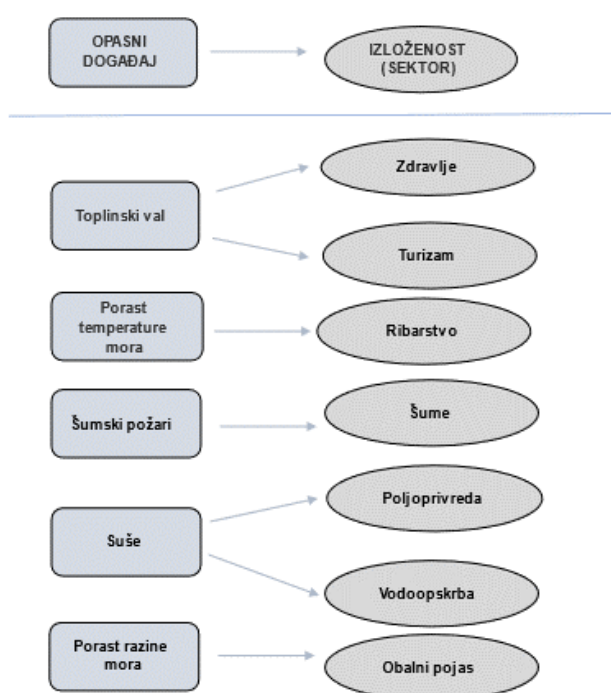 OPASNI
DOGAĐAJ
IZLOŽENOST
(SEKTOR)
Toplinski val
Zdravlje
Turizam
Porast
temperature
mora
Ribarstvo
Šumski požari
Šume
Suše
Poljoprivreda
Vodoopskrba
Porast razine
mora
Obalni pojas